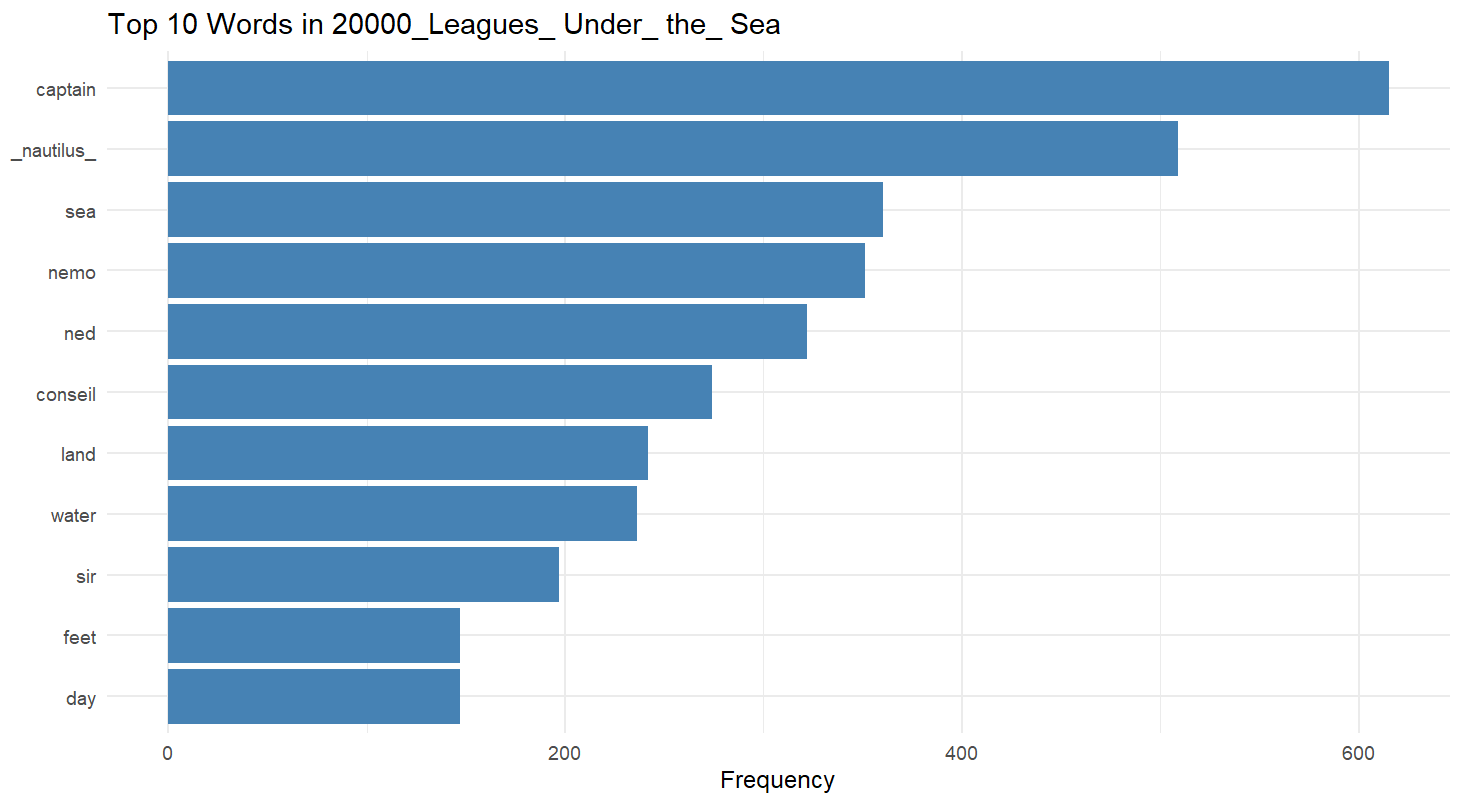 Top 10 Words in 20000_Leagues_ Under_ the_ Sea
captain
_nautilus_
sea
nemo
ned
conseil
land
water
sir
feet
day
0 200 400 600
Frequency